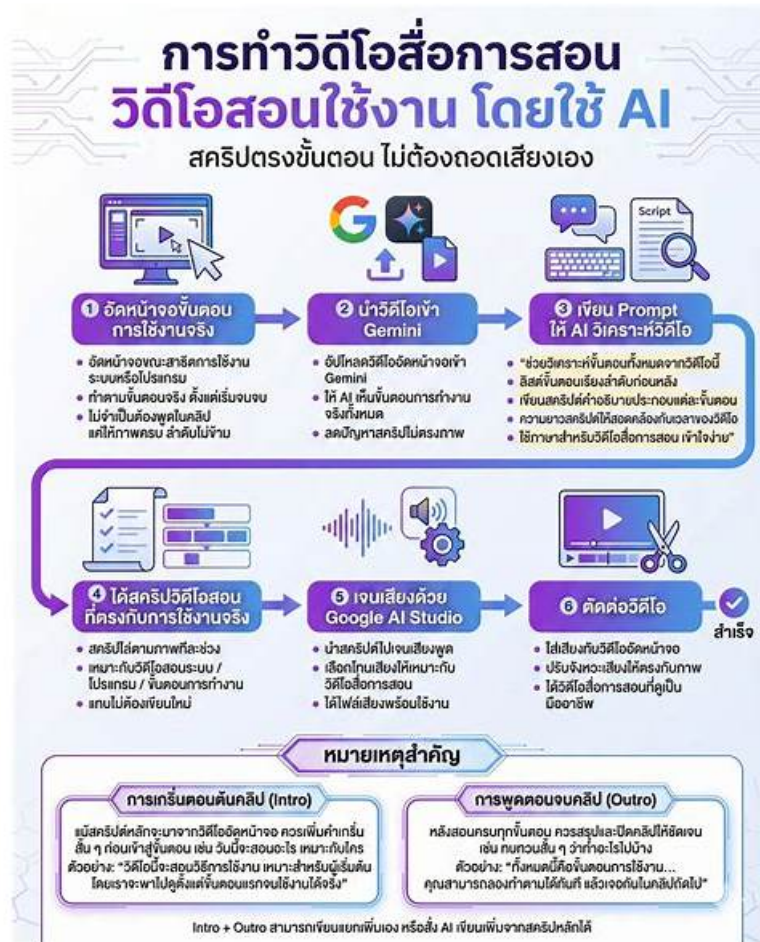 การทำวิดีโอสื่อการสอน
วิดีโอสอนใช้งาน โดยใช้ AI
สคริปตรงขั้นตอน ไม่ต้องถอดเสียงเอง
Script
1 อัดหน้าจอขั้นตอน
การใช้งานจริง
• อัดหน้าจอขณะสาธิตการใช้งาน
ระบบหรือโปรแกรม
• ทำตามขั้นตอนจริง ตั้งแต่เริ่มจนจบ
• ไม่จำเป็นต้องพูดในคลิป
แค่ให้ภาพครบ ลำดับไม่ข้าม
2 นำวิดีโอเข้า
Gemini
• อัปโหลดวิดีโออัดหน้าจอเข้า
Gemini
• ให้ AI เห็นขั้นตอนการทำงาน
จริงทั้งหมด
• ลดปัญหาสคริปไม่ตรงภาพ
3 เขียน Prompt
ให้ AI วิเคราะห์วิดีโอ
• "ช่วยวิเคราะห์ขั้นตอนทั้งหมดจากวิดีโอนี้
• ลิสต์ขั้นตอนเรียงลำดับก่อนหลัง
• เขียนสคริปต์คำอธิบายประกอบแต่ละขั้นตอน
• ความยาวสคริปต์ให้สอดคล้องกับเวลาของวิดีโอ
• ใช้ภาษาสำหรับวิดีโอสื่อการสอน เข้าใจง่าย"
4 ได้สคริปวิดีโอสอน
ที่ตรงกับการใช้งานจริง
• สคริปไล่ตามภาพทีละช่วง
• เหมาะกับวิดีโอสอนระบบ /
โปรแกรม / ขั้นตอนการทำงาน
• แทบไม่ต้องเขียนใหม่
5 เจนเสียงด้วย
Google AI Studio
• นำสคริปต์ไปเจนเสียงพูด
• เลือกโทนเสียงให้เหมาะกับ
วิดีโอสื่อการสอน
• ได้ไฟล์เสียงพร้อมใช้งาน
6 ตัดต่อวิดีโอ
• ใส่เสียงทับวิดีโออัดหน้าจอ
• ปรับจังหวะเสียงให้ตรงกับภาพ
• ได้วิดีโอสื่อการสอนที่ดูเป็น
มืออาชีพ
สำเร็จ
หมายเหตุสำคัญ
การเกริ่นตอนต้นคลิป (Intro)
แม้สคริปต์หลักจะมาจากวิดีโออัดหน้าจอ ควรเพิ่มคำเกริ่น
สั้น ๆ ก่อนเข้าสู่ขั้นตอน เช่น วันนี้จะสอนอะไร เหมาะกับใคร
ตัวอย่าง: "วิดีโอนี้จะสอนวิธีการใช้งาน เหมาะสำหรับผู้เริ่มต้น
โดยเราจะพาไปดูตั้งแต่ขั้นตอนแรกจนใช้งานได้จริง"
การพูดตอนจบคลิป (Outro)
หลังสอนครบทุกขั้นตอน ควรสรุปและปิดคลิปให้ชัดเจน
เช่น ทบทวนสั้น ๆ ว่าทำอะไรไปบ้าง
ตัวอย่าง: "ทั้งหมดนี้คือขั้นตอนการใช้งาน...
คุณสามารถลองทำตามได้ทันที แล้วเจอกันในคลิปถัดไป"
Intro + Outro สามารถเขียนแยกเพิ่มเอง หรือสั่ง AI เขียนเพิ่มจากสคริปหลักได้